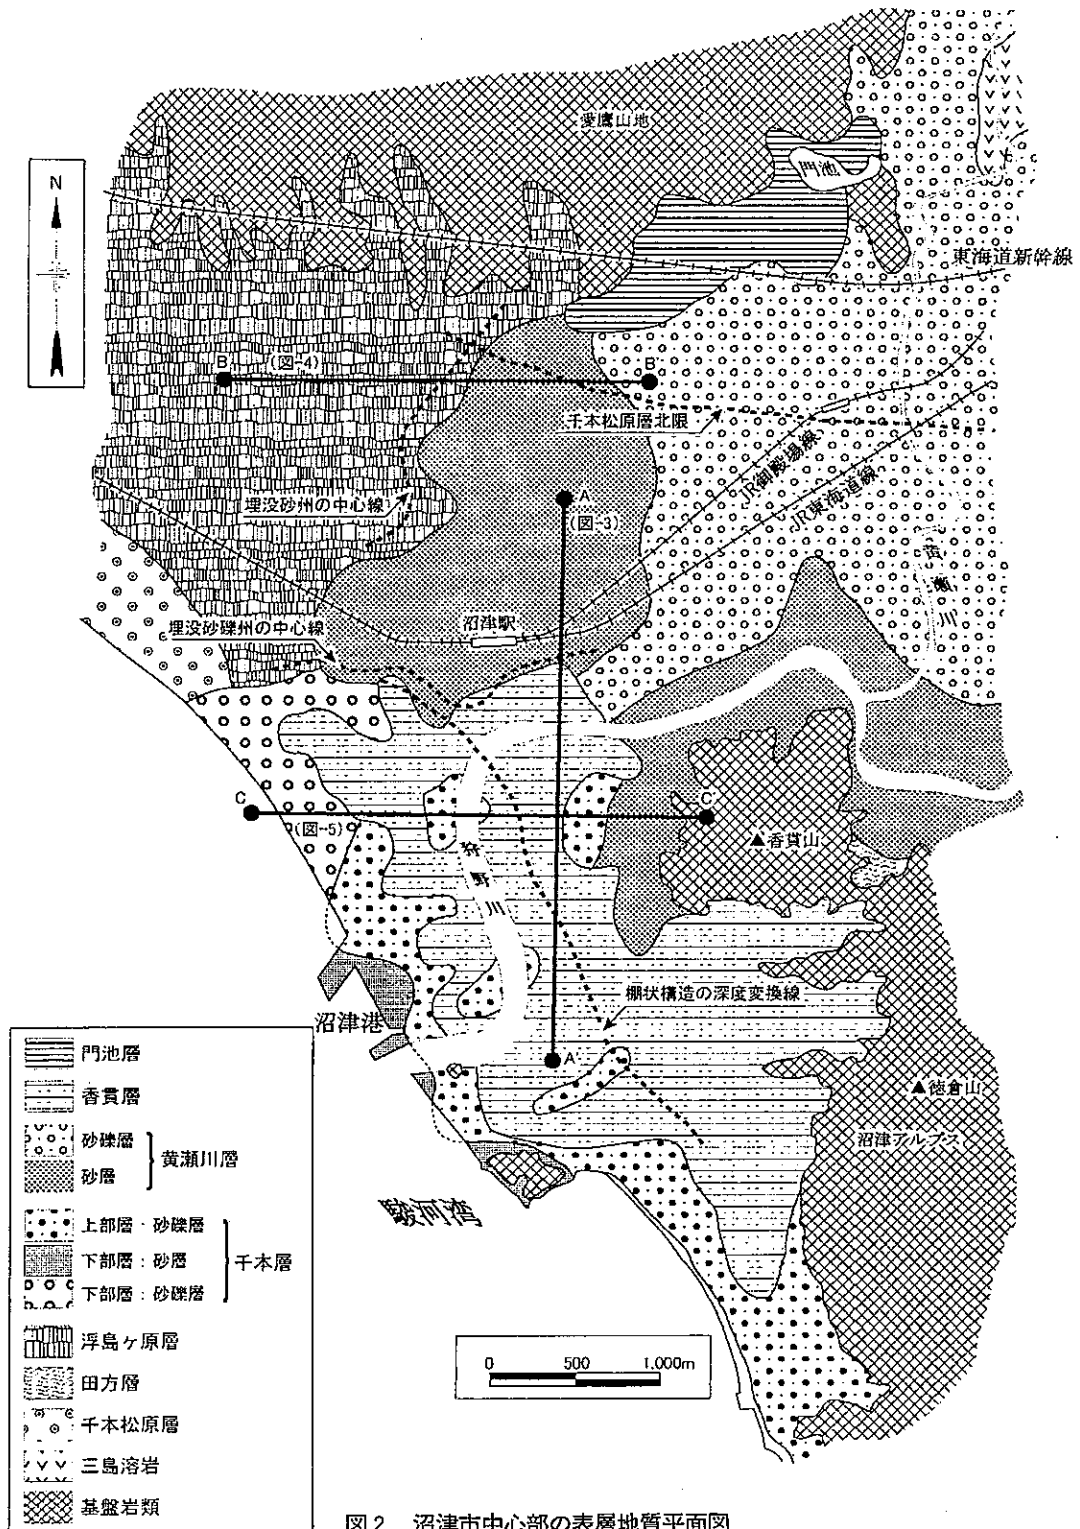 愛鷹山地
門池
N
東海道新幹線
B
(図-4)
B'
千本松原層北限
JR御殿場線
JR東海道線
埋没砂州の中心線
A
(図-3)
黄瀬川
沼津駅
埋没砂礫州の中心線
C
(図-5)
C'
▲香貫山
狩野川
棚状構造の深度変換線
沼津港
A'
▲徳倉山
沼津アルプス
駿河湾
門池層
香貫層
砂礫層
砂層
黄瀬川層
上部層:砂礫層
下部層:砂層
下部層:砂礫層
千本層
浮島ヶ原層
田方層
千本松原層
三島溶岩
基盤岩類
0 500 1,000m
図2 沼津市中心部の表層地質平面図